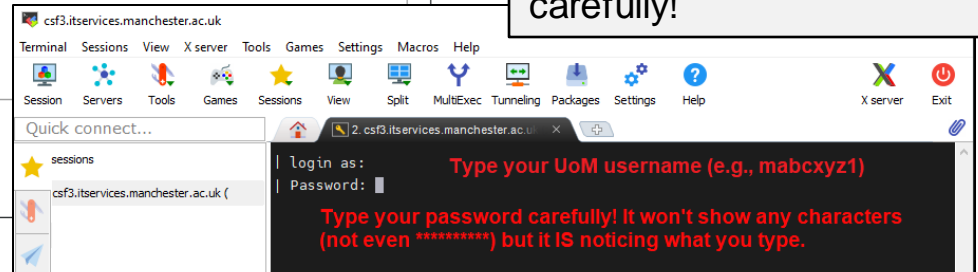 carefully!
csf3.itservices.manchester.ac.uk
Terminal Sessions View X server Tools Games Settings Macros Help
Session Servers Tools Games Sessions View Split MultiExec Tunneling Packages Settings Help X server Exit
Quick connect...
2. csf3.itservices.manchester.ac.uk
sessions
csf3.itservices.manchester.ac.uk (
| login as:
Type your UoM username (e.g., mabcxyz1)
| Password:
Type your password carefully! It won't show any characters
(not even **********) but it IS noticing what you type.